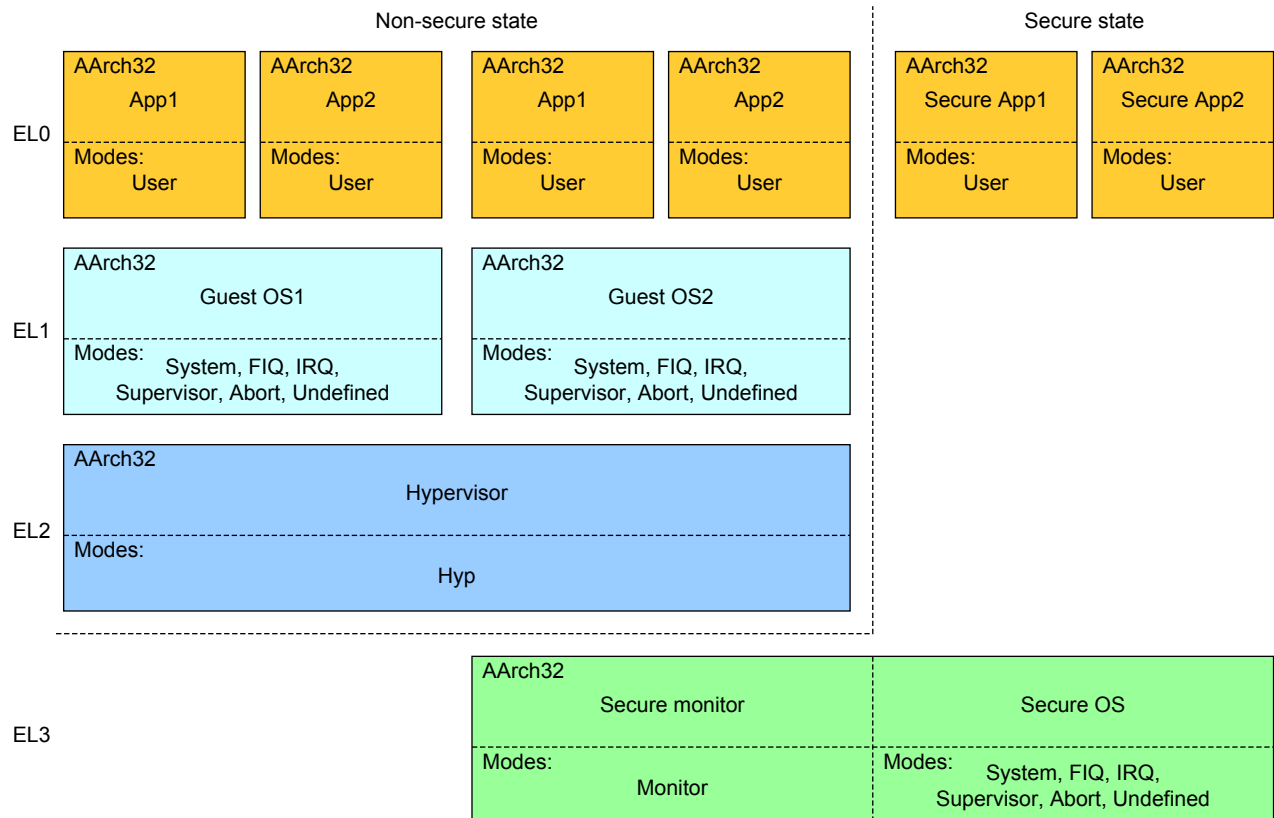 Non-secure state
Secure state
EL0
AArch32
App1
Modes:
User
AArch32
App2
Modes:
User
AArch32
App1
Modes:
User
AArch32
App2
Modes:
User
AArch32
Secure App1
Modes:
User
AArch32
Secure App2
Modes:
User
EL1
AArch32
Guest OS1
Modes:
System, FIQ, IRQ,
Supervisor, Abort, Undefined
AArch32
Guest OS2
Modes:
System, FIQ, IRQ,
Supervisor, Abort, Undefined
EL2
AArch32
Hypervisor
Modes:
Hyp
EL3
AArch32
Secure monitor
Modes:
Monitor
Secure OS
Modes:
System, FIQ, IRQ,
Supervisor, Abort, Undefined